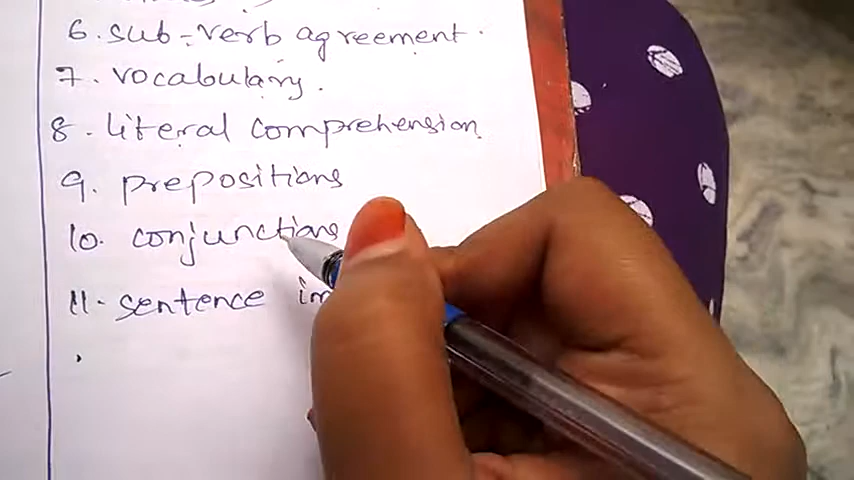 6. sub-verb agreement.
7. vocabulary.
8. literal comprehension.
9. prepositions
10. conjunctions
11. sentence